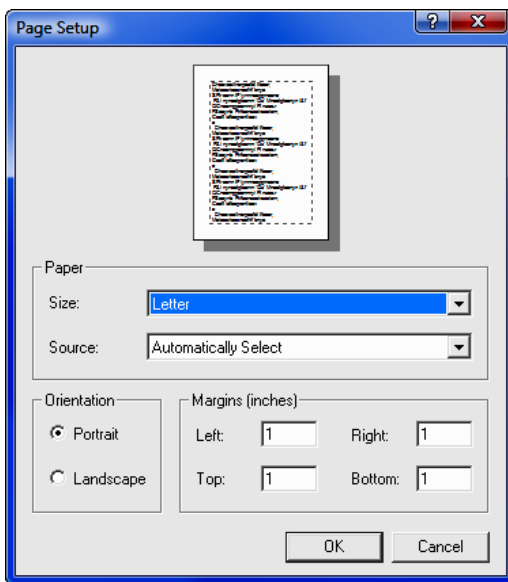 Page Setup
Paper
Size: Letter
Source: Automatically Select
Orientation
Portrait
Landscape
Margins (inches)
Left: 1 Right: 1
Top: 1 Bottom: 1
OK Cancel